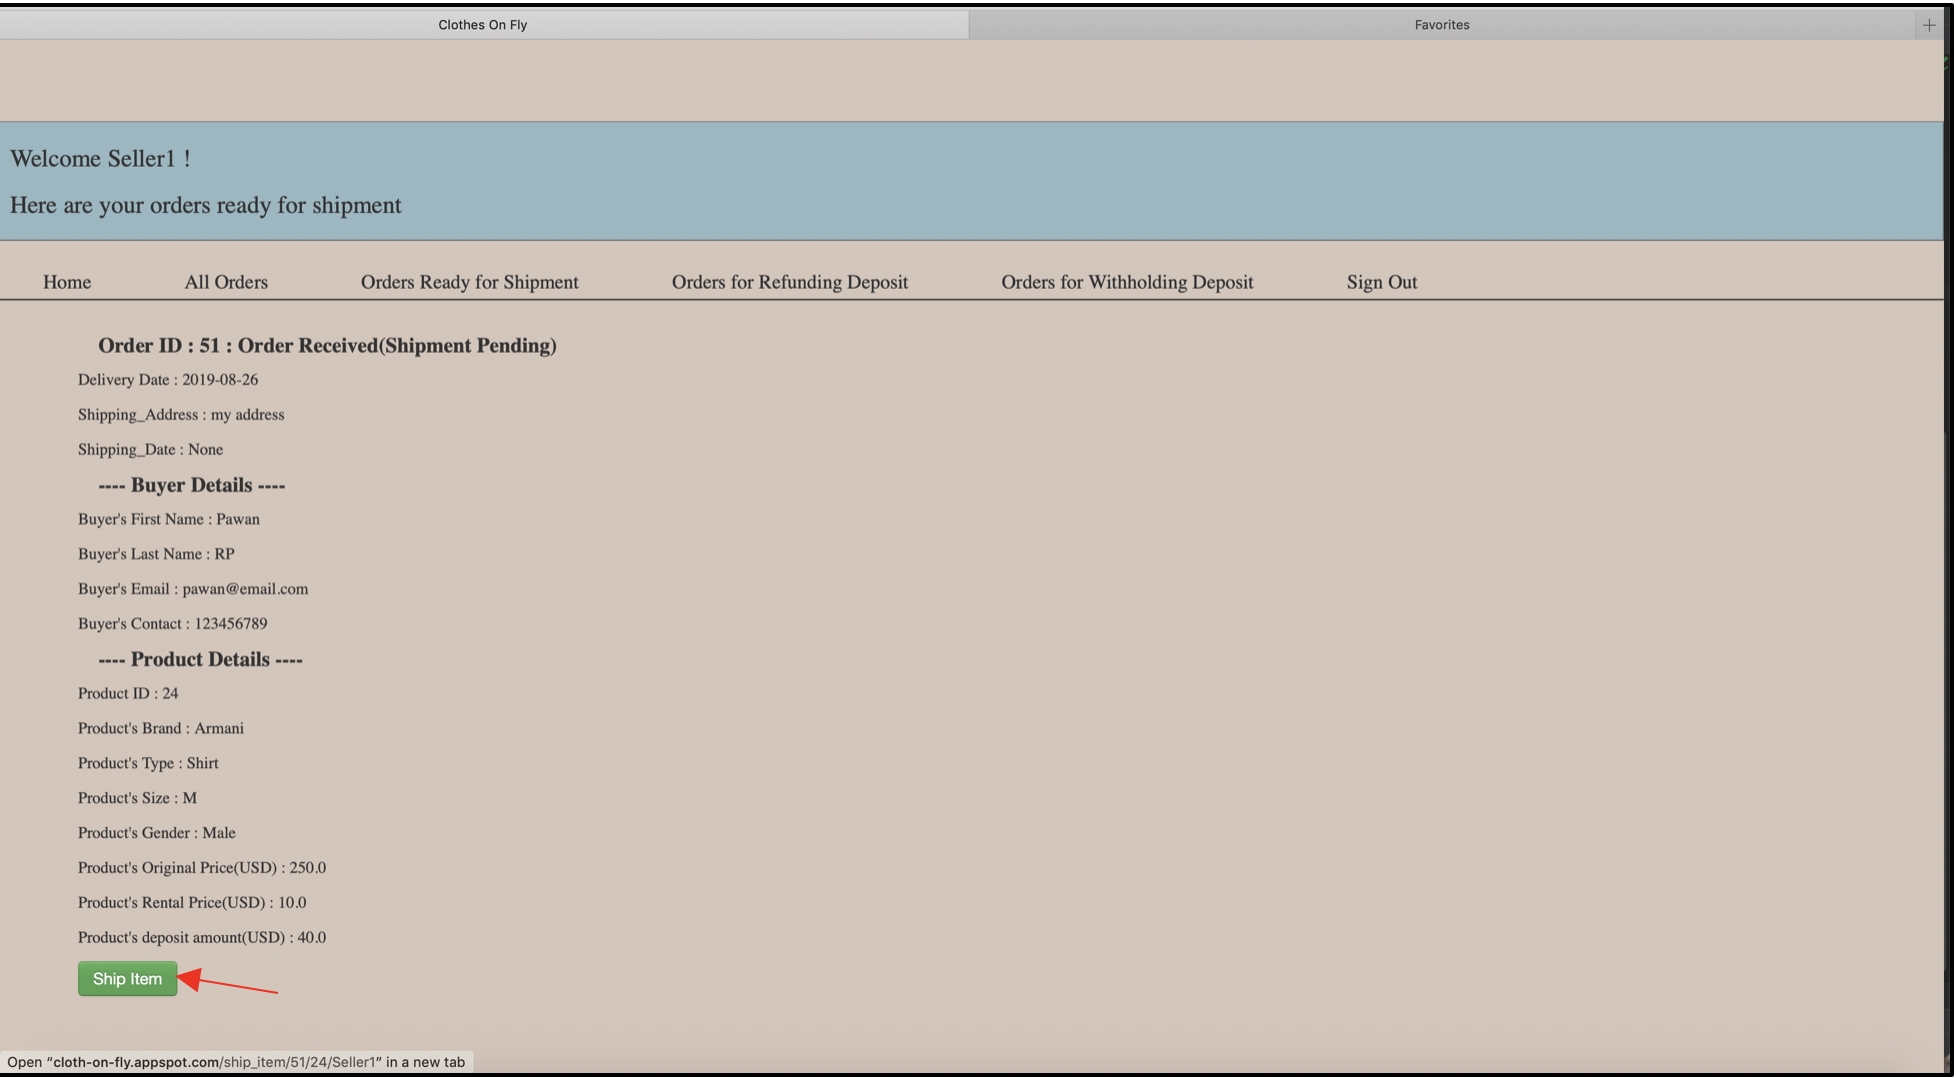 Clothes On Fly
Favorites
+
Welcome Seller1 !
Here are your orders ready for shipment
Home
All Orders
Orders Ready for Shipment
Orders for Refunding Deposit
Orders for Withholding Deposit
Sign Out
Order ID : 51 : Order Received(Shipment Pending)
Delivery Date : 2019-08-26
Shipping_Address : my address
Shipping_Date : None
---- Buyer Details ----
Buyer's First Name : Pawan
Buyer's Last Name : RP
Buyer's Email : pawan@email.com
Buyer's Contact : 123456789
---- Product Details ----
Product ID : 24
Product's Brand : Armani
Product's Type : Shirt
Product's Size : M
Product's Gender : Male
Product's Original Price(USD) : 250.0
Product's Rental Price(USD) : 10.0
Product's deposit amount(USD) : 40.0
Ship Item
Open “cloth-on-fly.appspot.com/ship_item/51/24/Seller1” in a new tab